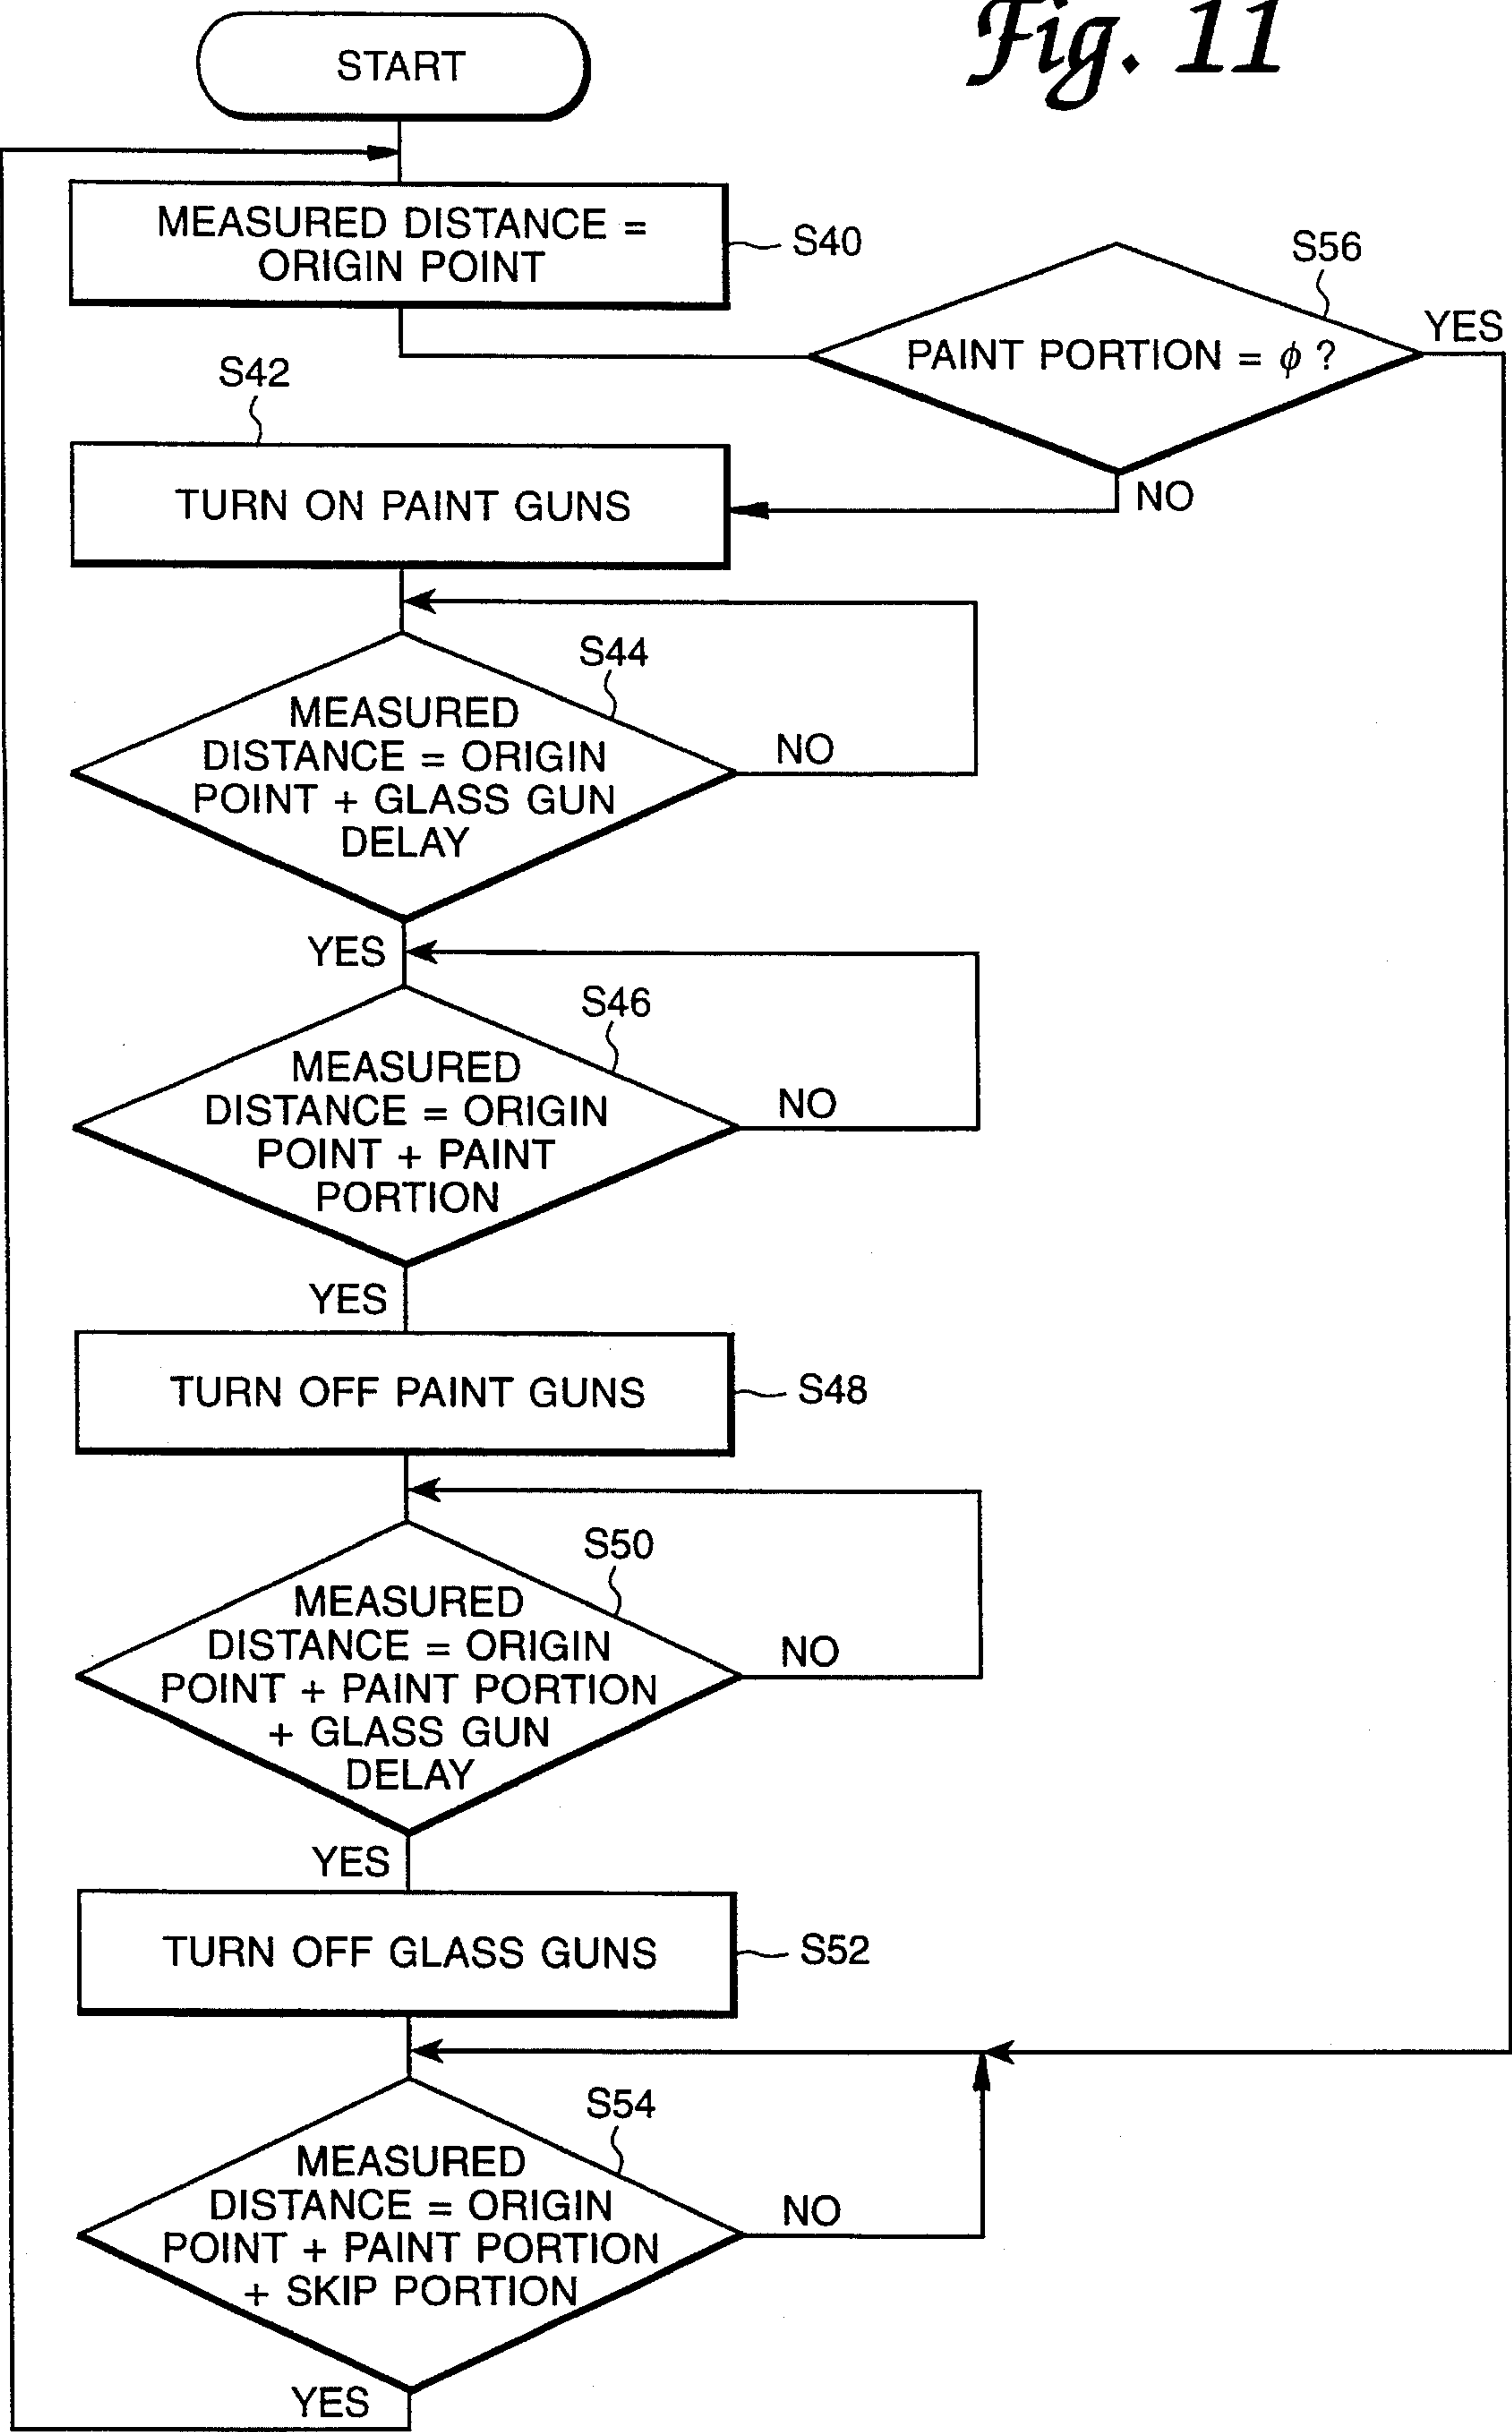 Fig. 11
START
MEASURED DISTANCE =
ORIGIN POINT
S40
S56
PAINT PORTION = ϕ ?
YES
NO
S42
TURN ON PAINT GUNS
S44
MEASURED
DISTANCE = ORIGIN
POINT + GLASS GUN
DELAY
NO
YES
S46
MEASURED
DISTANCE = ORIGIN
POINT + PAINT
PORTION
NO
YES
TURN OFF PAINT GUNS
S48
S50
MEASURED
DISTANCE = ORIGIN
POINT + PAINT PORTION
+ GLASS GUN
DELAY
NO
YES
TURN OFF GLASS GUNS
S52
S54
MEASURED
DISTANCE = ORIGIN
POINT + PAINT PORTION
+ SKIP PORTION
NO
YES